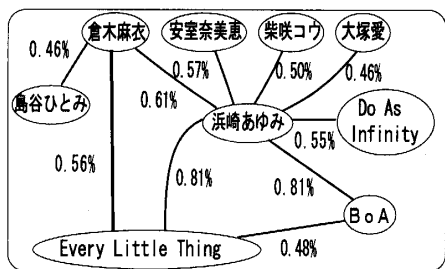 倉木麻衣
安室奈美恵
柴咲コウ
大塚愛
0.46%
0.57%
0.50%
0.46%
島谷ひとみ
0.61%
浜崎あゆみ
Do As
Infinity
0.55%
0.56%
0.81%
0.81%
BoA
Every Little Thing
0.48%